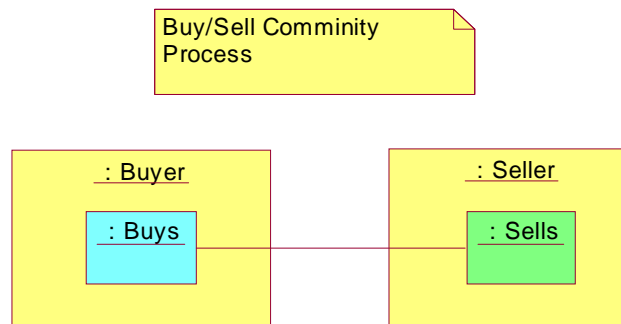 Buy/Sell Comminity
Process
: Buyer
: Seller
: Buys
: Sells